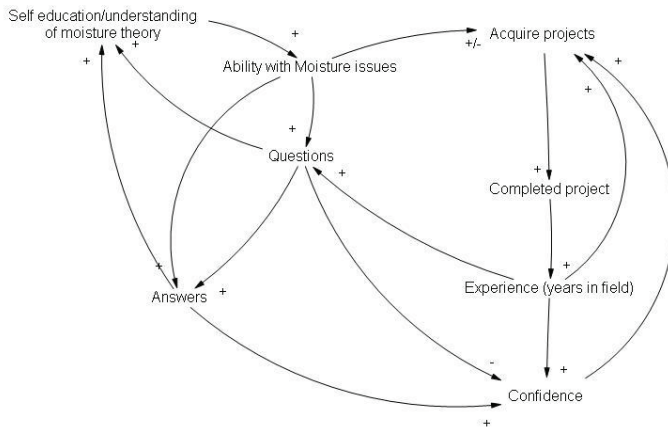 Self education/understanding
of moisture theory
+
+
+
Ability with Moisture issues
+/-
Acquire projects
+
+
+
Questions
+
+
Completed project
+
Answers
+
+
Experience (years in field)
-
+
Confidence
+